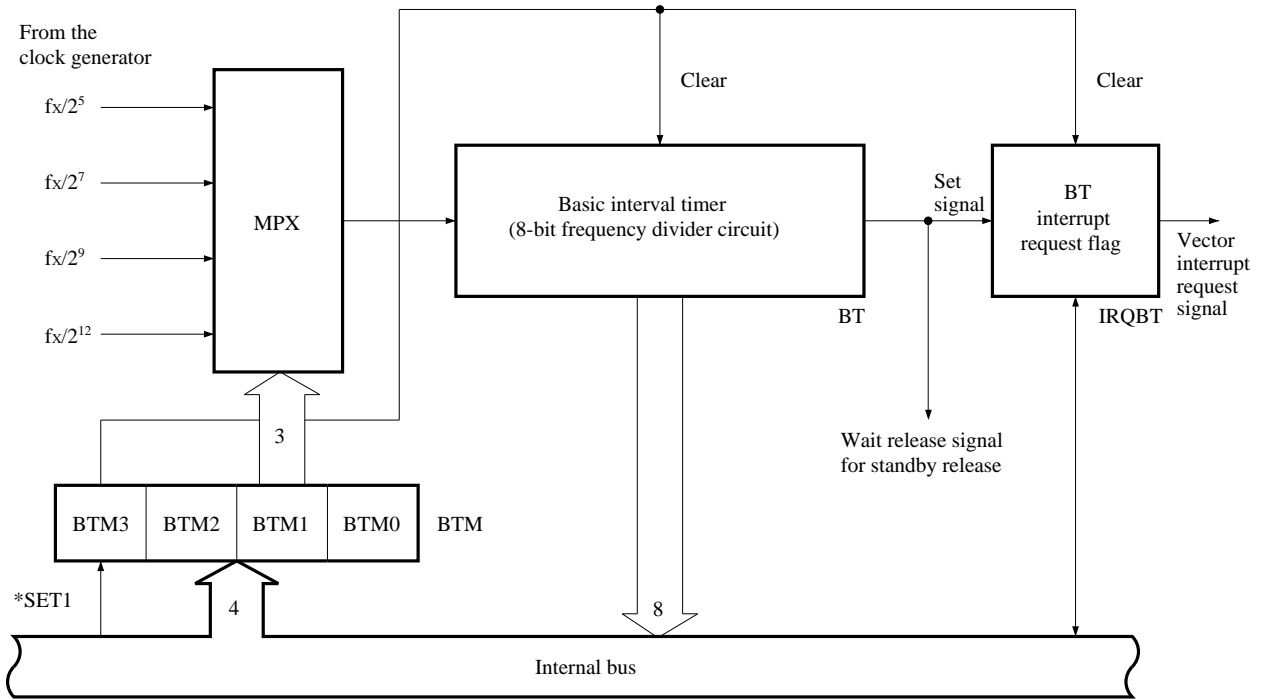 From the
clock generator
fx/2⁵
fx/2⁷
fx/2⁹
fx/2¹²
MPX
Clear
Clear
Basic interval timer
(8-bit frequency divider circuit)
BT
Set
signal
BT
interrupt
request flag
IRQBT
Vector
interrupt
request
signal
Wait release signal
for standby release
3
BTM3
BTM2
BTM1
BTM0
BTM
*SET1
4
8
Internal bus